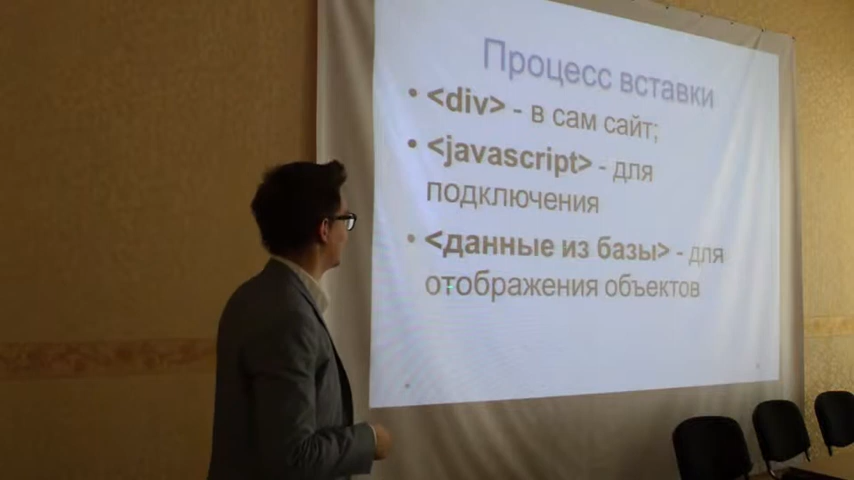 Процесс вставки
• <div> - в сам сайт;
• <javascript> - для
подключения
• <данные из базы> - для
отображения объектов